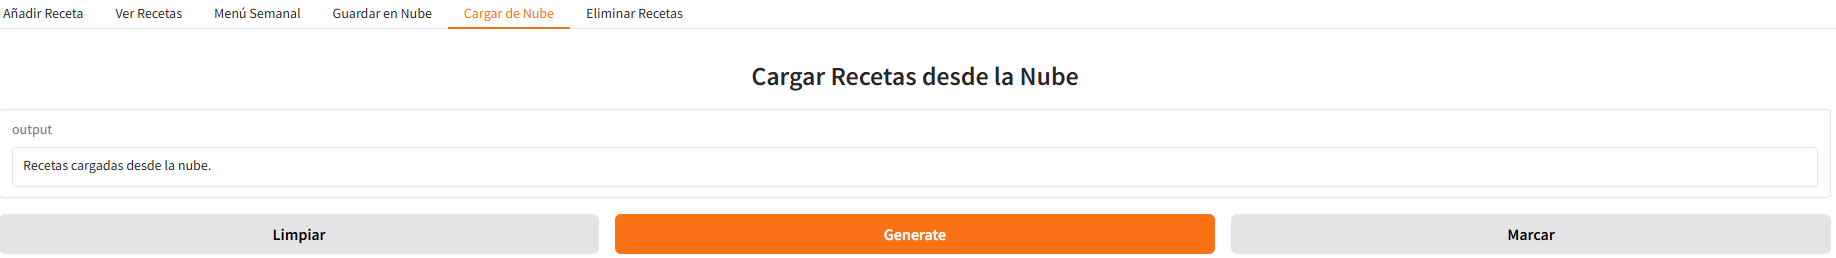 Añadir Receta Ver Recetas Menú Semanal Guardar en Nube Cargar de Nube Eliminar Recetas
Cargar Recetas desde la Nube
output
Recetas cargadas desde la nube.
Limpiar Generate Marcar